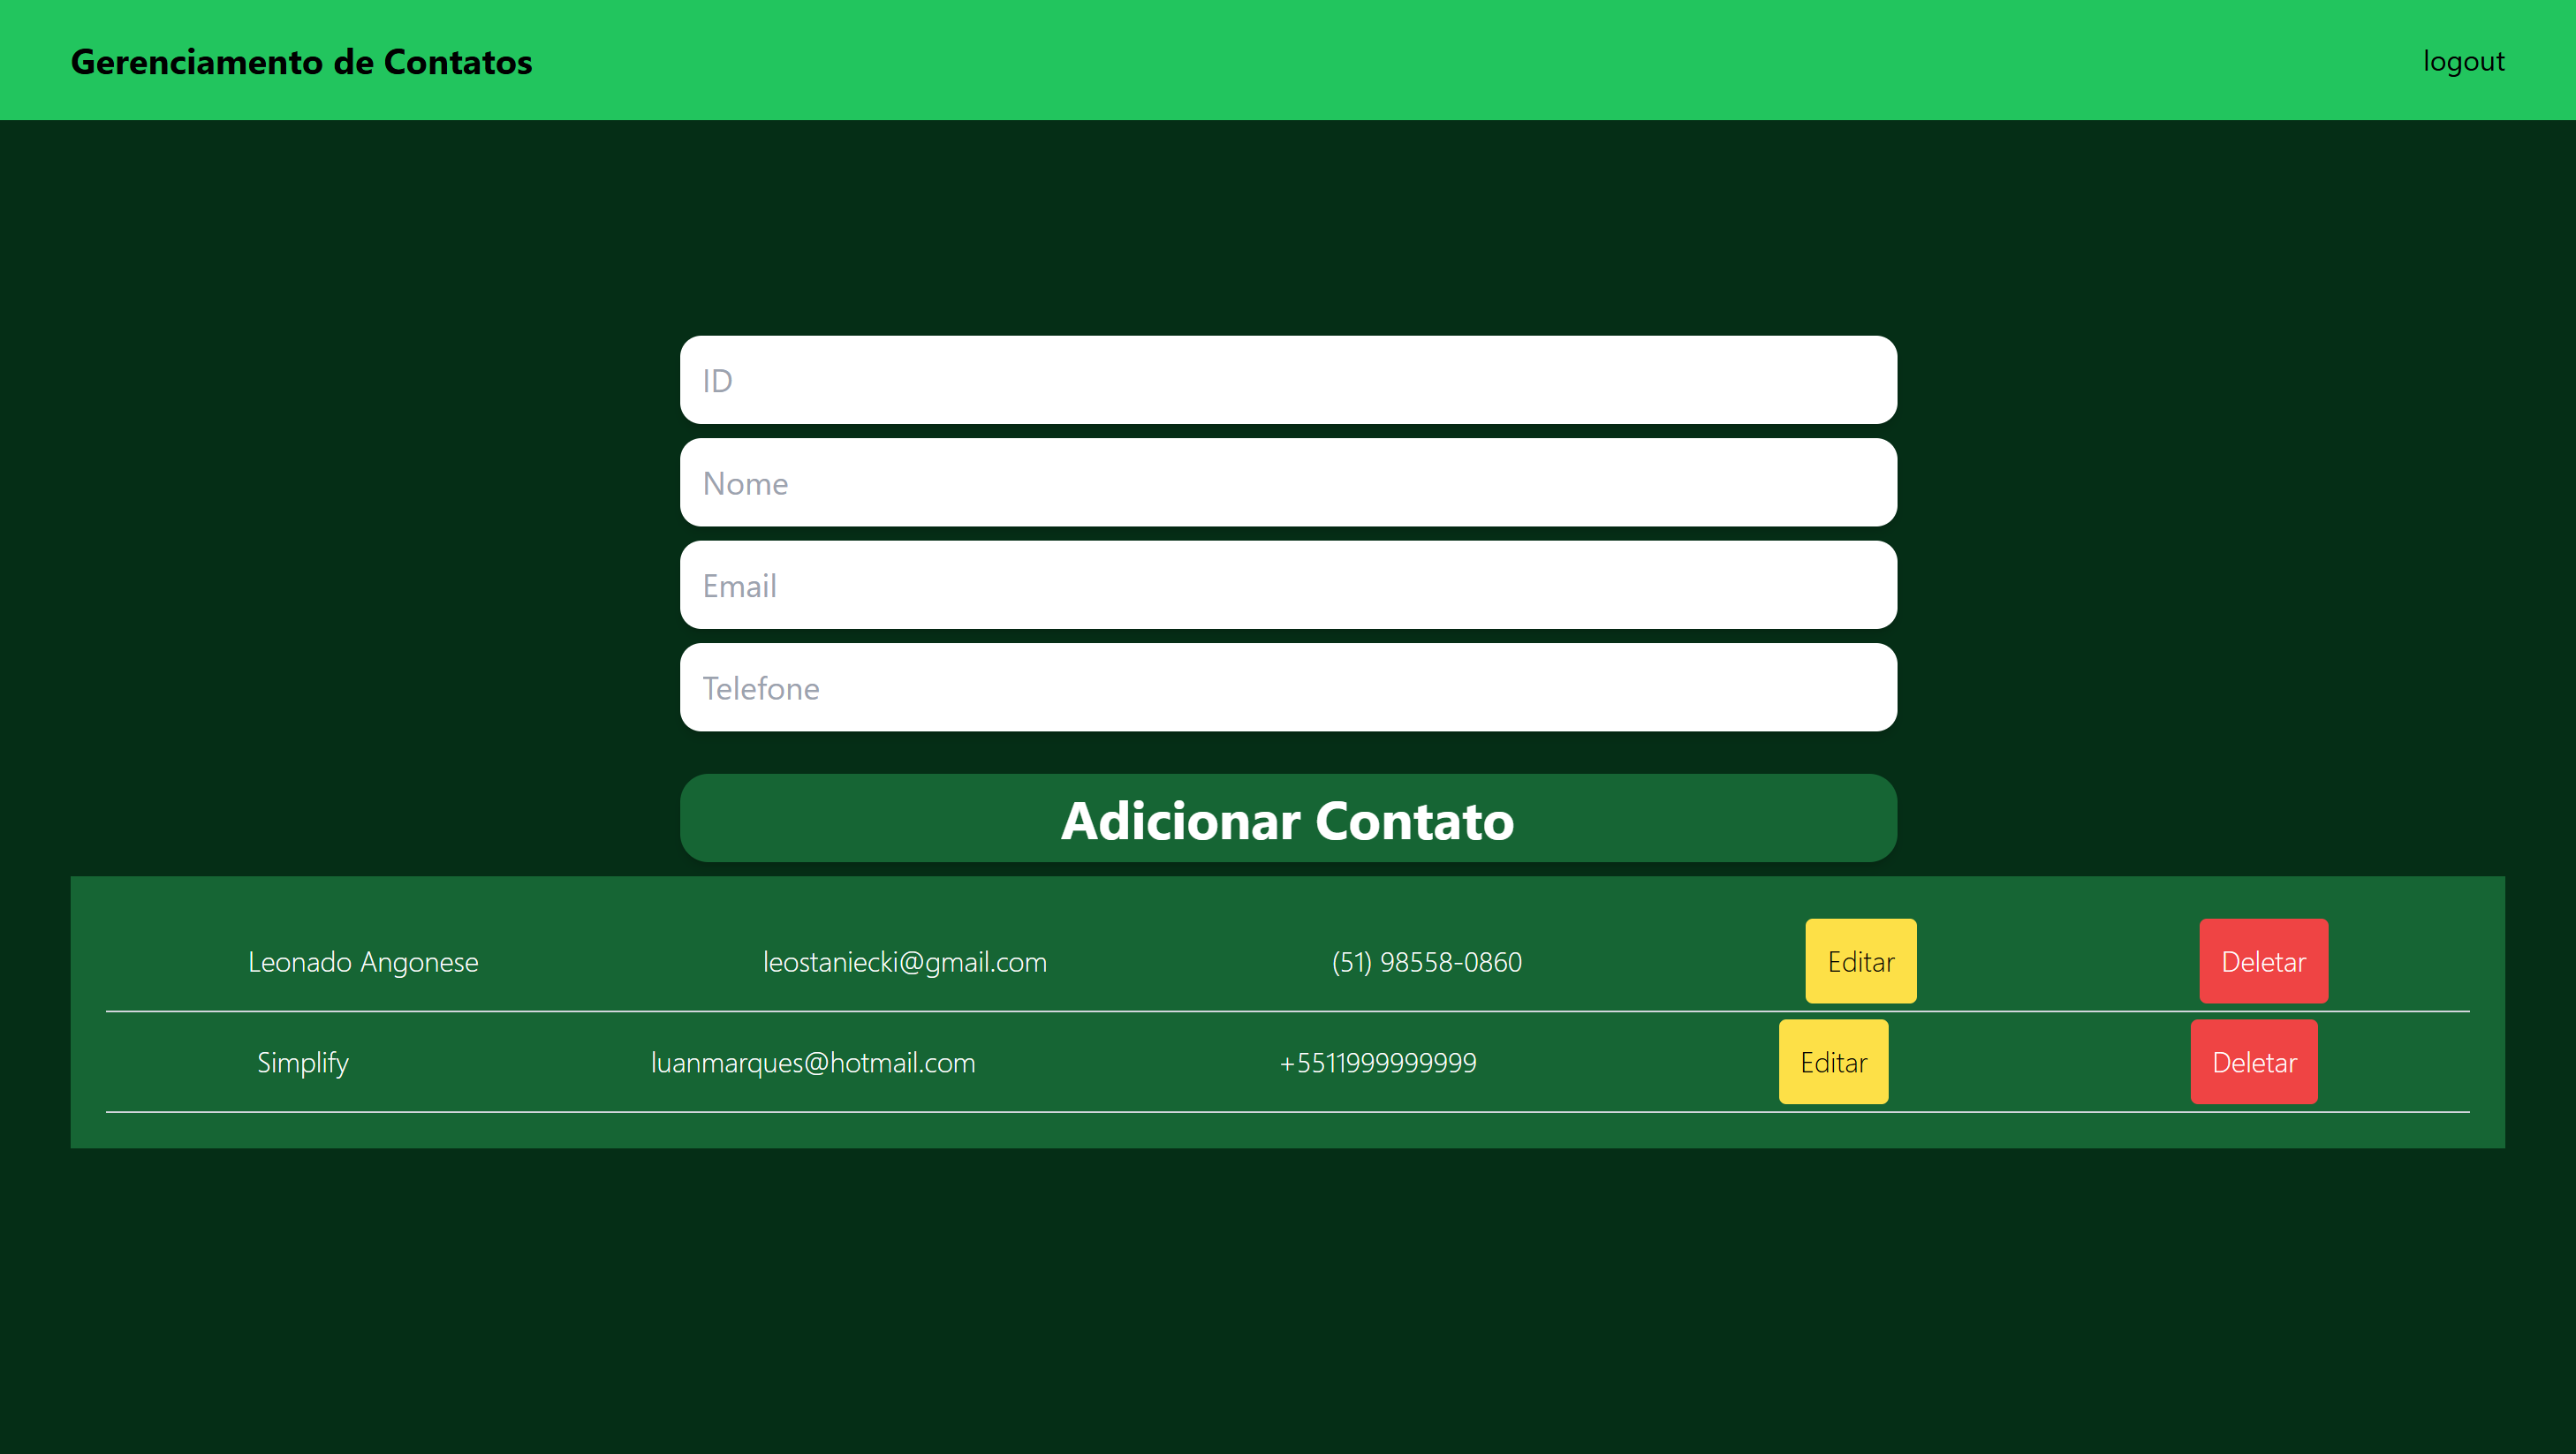 Gerenciamento de Contatos logout
ID
Nome
Email
Telefone
Adicionar Contato
Leonado Angonese leostaniecki@gmail.com (51) 98558-0860 Editar Deletar
Simplify luanmarques@hotmail.com +5511999999999 Editar Deletar